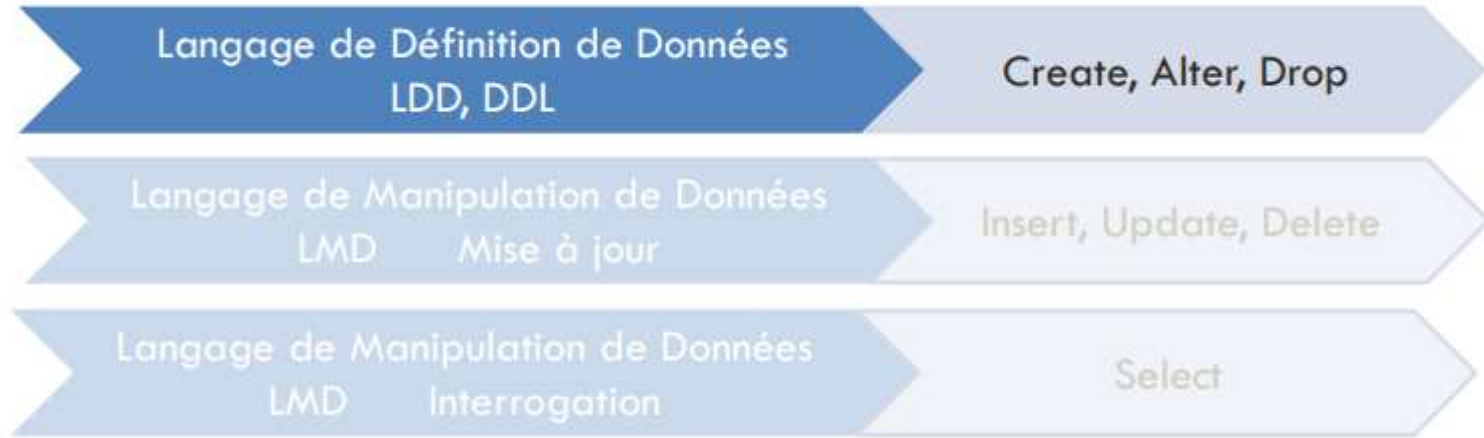 Langage de Définition de Données
LDD, DDL
Create, Alter, Drop
Langage de Manipulation de Données
LMD Mise à jour
Insert, Update, Delete
Langage de Manipulation de Données
LMD Interrogation
Select